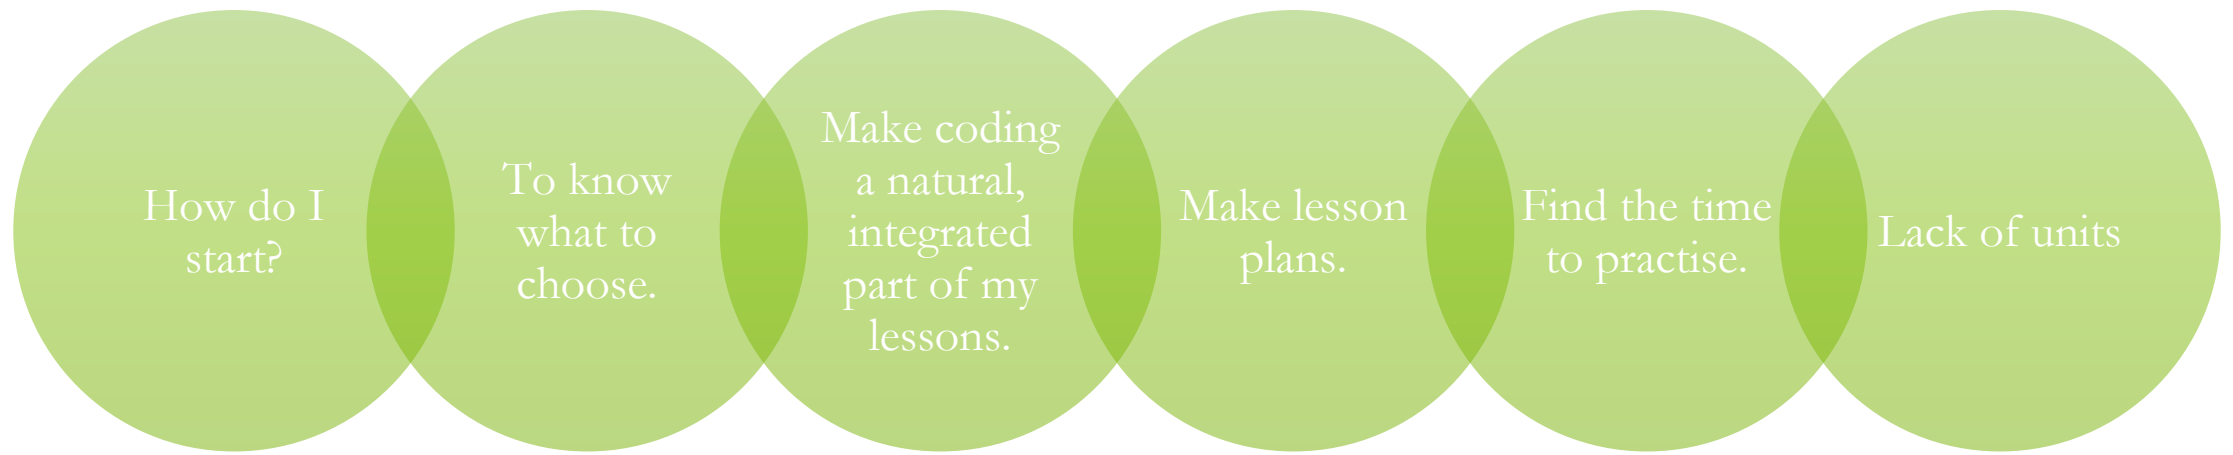 How do I
start?
To know
what to
choose.
Make coding
a natural,
integrated
part of my
lessons.
Make lesson
plans.
Find the time
to practise.
Lack of units